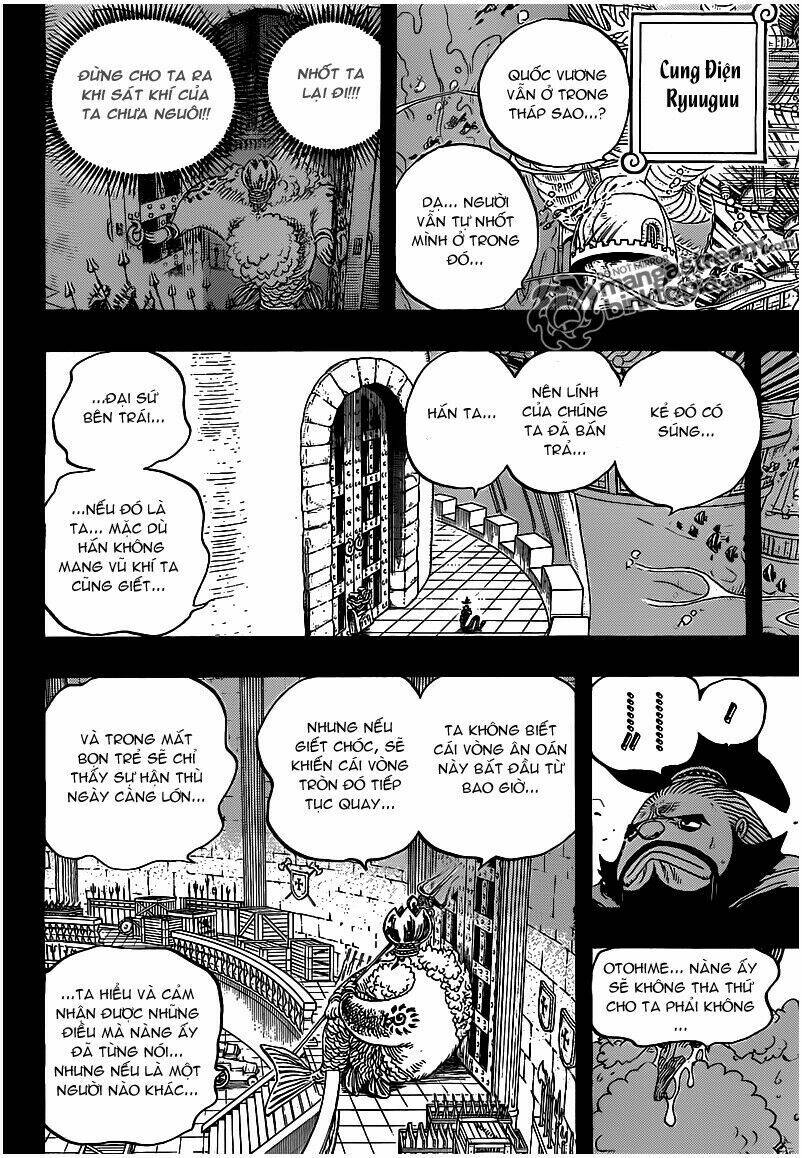 Cung Điện
Ryuuguu
QUỐC VƯƠNG
VẪN Ở TRONG
THÁP SAO...?
DẠ... NGƯỜI
VẪN TỰ NHỐT
MÌNH Ở TRONG
ĐÓ...
NHỐT TA
LẠI ĐI!!!
ĐỪNG CHO TA RA
KHI SÁT KHÍ CỦA
TA CHƯA NGUÔI!!
NOT MIRROR
mangastream.com
KẺ ĐÓ CÓ
SÚNG...
NÊN LÍNH
CỦA CHÚNG
TA ĐÃ BẮN
TRẢ...
HẮN TA...
...ĐẠI SỨ
BÊN TRÁI...
...NẾU ĐÓ LÀ
TA... MẶC DÙ
HẮN KHÔNG
MANG VŨ KHÍ TA
CŨNG GIẾT...
TA KHÔNG BIẾT
CÁI VÒNG ÂN OÁN
NÀY BẮT ĐẦU TỪ
BAO GIỜ...
NHƯNG NẾU
GIẾT CHÓC, SẼ
KHIẾN CÁI VÒNG
TRÒN ĐÓ TIẾP
TỤC QUAY...
VÀ TRONG MẮT
BỌN TRẺ SẼ CHỈ
THẤY SỰ HẬN THÙ
NGÀY CÀNG LỚN...
...TA HIỂU VÀ CẢM
NHẬN ĐƯỢC NHỮNG
ĐIỀU MÀ NÀNG ẤY
ĐÃ TỪNG NÓI...
NHƯNG NẾU LÀ MỘT
NGƯỜI NÀO KHÁC...
OTOHIME... NÀNG ẤY
SẼ KHÔNG THA THỨ
CHO TA PHẢI KHÔNG
...